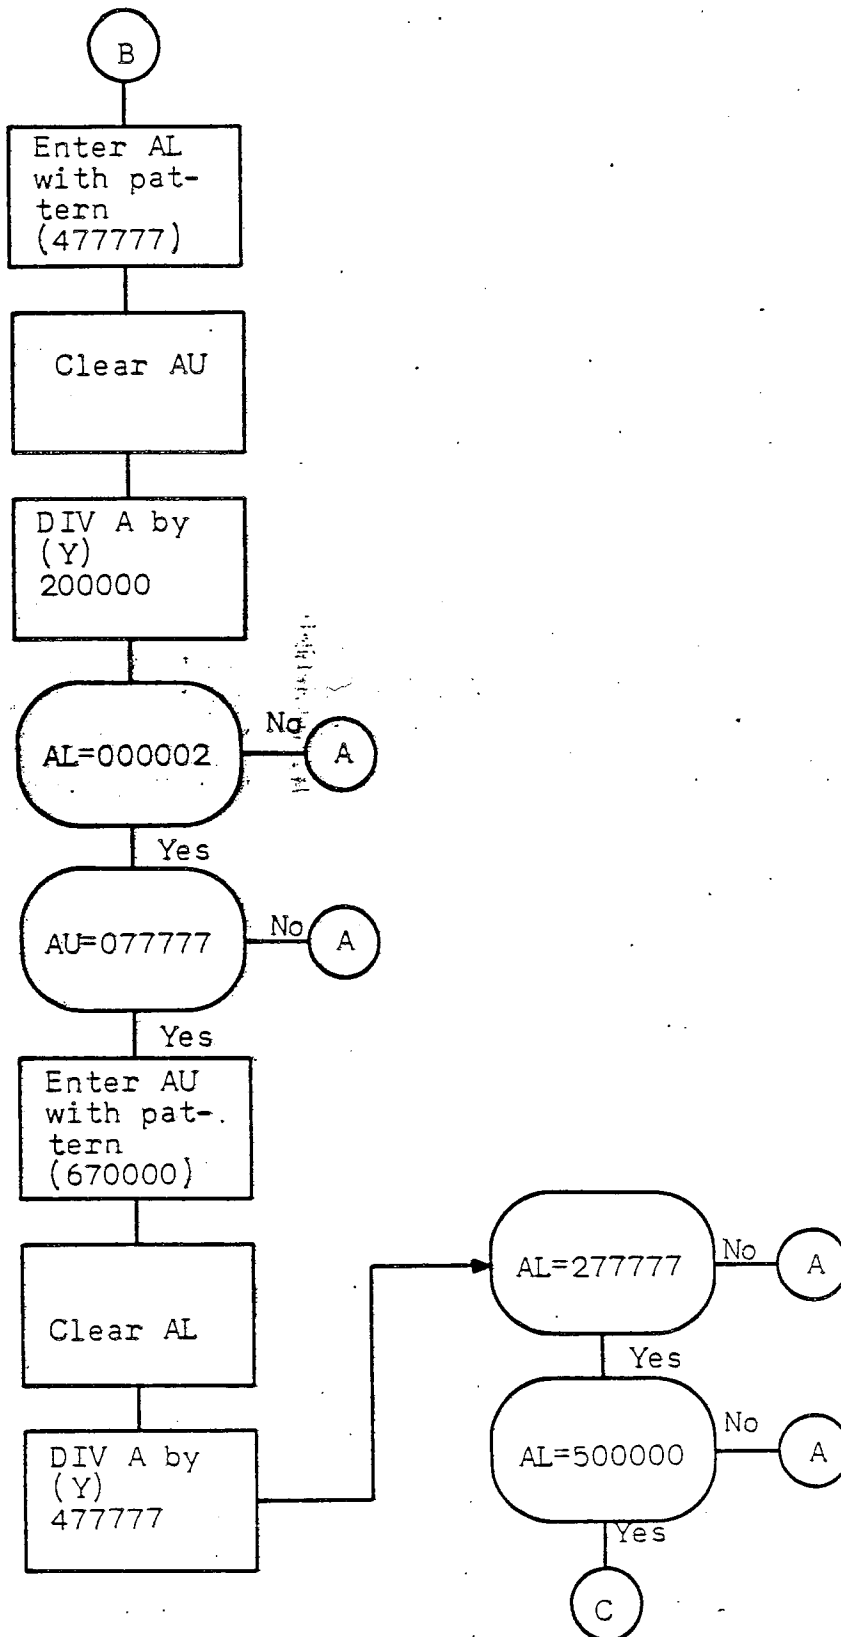 B
Enter AL
with pat-
tern
(477777)
Clear AU
DIV A by
(Y)
200000
AL=000002
No
A
Yes
AU=077777
No
A
Yes
Enter AU
with pat-
tern
(670000)
Clear AL
DIV A by
(Y)
477777
AL=277777
No
A
Yes
AL=500000
No
A
Yes
C